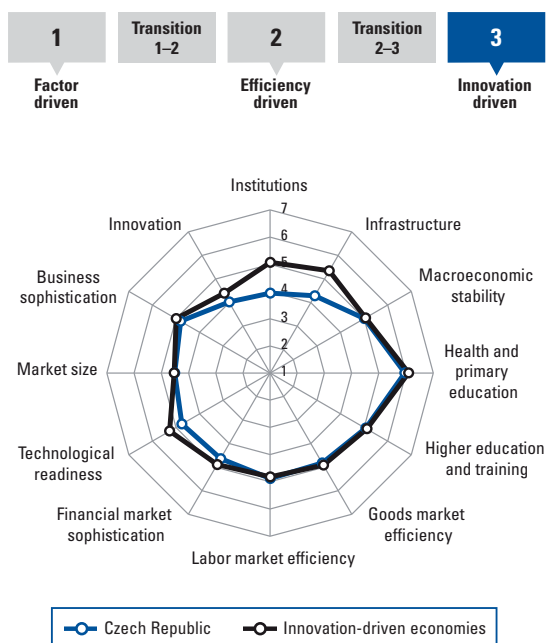 1
Transition
1–2
2
Transition
2–3
3
Factor
driven
Efficiency
driven
Innovation
driven
Institutions
7
Innovation
Infrastructure
6
5
Business
sophistication
Macroeconomic
stability
4
3
Market size
2
1
Health and
primary
education
Technological
readiness
Higher education
and training
Financial market
sophistication
Goods market
efficiency
Labor market efficiency
Czech Republic
Innovation-driven economies